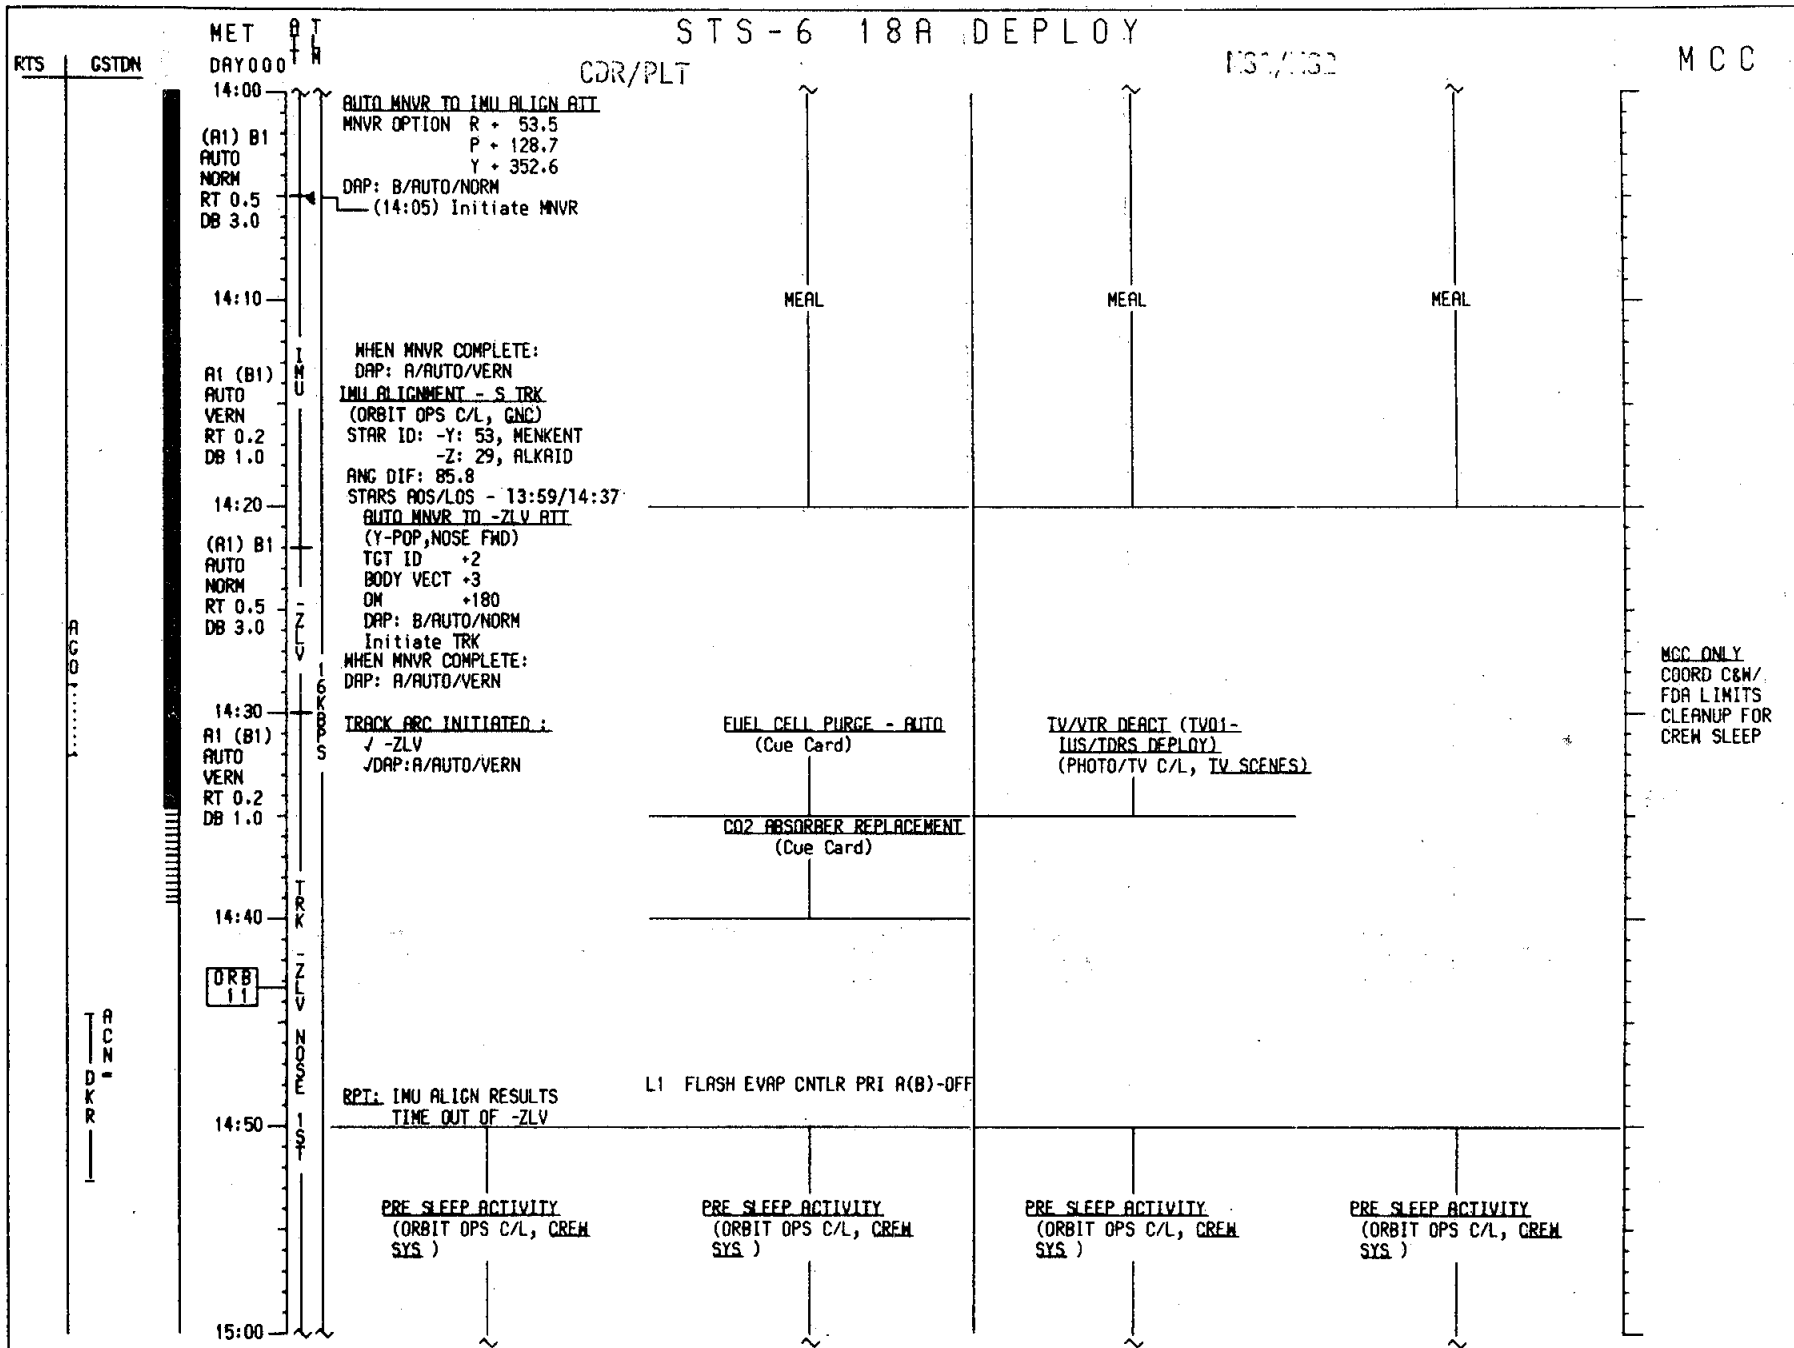 STS-6 18A DEPLOY
MET
ATT
TLM
RTS
GSTDN
DAY000
CDR/PLT
MS1/MS2
MCC
14:00
(A1) B1
AUTO
NORM
RT 0.5
DB 3.0
14:10
A1 (B1)
AUTO
VERN
RT 0.2
DB 1.0
14:20
(A1) B1
AUTO
NORM
RT 0.5
DB 3.0
14:30
A1 (B1)
AUTO
VERN
RT 0.2
DB 1.0
14:40
ORB
11
14:50
15:00
AGO
ACN
DKR
IMU
-ZLV
TRK -ZLV NOSE 1ST
16KBPS
AUTO MNVR TO IMU ALIGN ATT
MNVR OPTION R + 53.5
P + 128.7
Y + 352.6
DAP: B/AUTO/NORM
(14:05) Initiate MNVR
WHEN MNVR COMPLETE:
DAP: A/AUTO/VERN
IMU ALIGNMENT - S TRK
(ORBIT OPS C/L, GNC)
STAR ID: -Y: 53, MENKENT
-Z: 29, ALKAID
ANG DIF: 85.8
STARS AOS/LOS - 13:59/14:37
AUTO MNVR TO -ZLV ATT
(Y-POP,NOSE FWD)
TGT ID +2
BODY VECT +3
OM +180
DAP: B/AUTO/NORM
Initiate TRK
WHEN MNVR COMPLETE:
DAP: A/AUTO/VERN
TRACK ARC INITIATED :
√ -ZLV
√DAP:A/AUTO/VERN
RPT: IMU ALIGN RESULTS
TIME OUT OF -ZLV
PRE SLEEP ACTIVITY
(ORBIT OPS C/L, CREW
SYS )
MEAL
FUEL CELL PURGE - AUTO
(Cue Card)
CO2 ABSORBER REPLACEMENT
(Cue Card)
L1 FLASH EVAP CNTLR PRI A(B)-OFF
PRE SLEEP ACTIVITY
(ORBIT OPS C/L, CREW
SYS )
MEAL
TV/VTR DEACT (TV01-
IUS/TDRS DEPLOY)
(PHOTO/TV C/L, TV SCENES)
PRE SLEEP ACTIVITY
(ORBIT OPS C/L, CREW
SYS )
MEAL
PRE SLEEP ACTIVITY
(ORBIT OPS C/L, CREW
SYS )
MCC ONLY
COORD C&W/
FDA LIMITS
CLEANUP FOR
CREW SLEEP